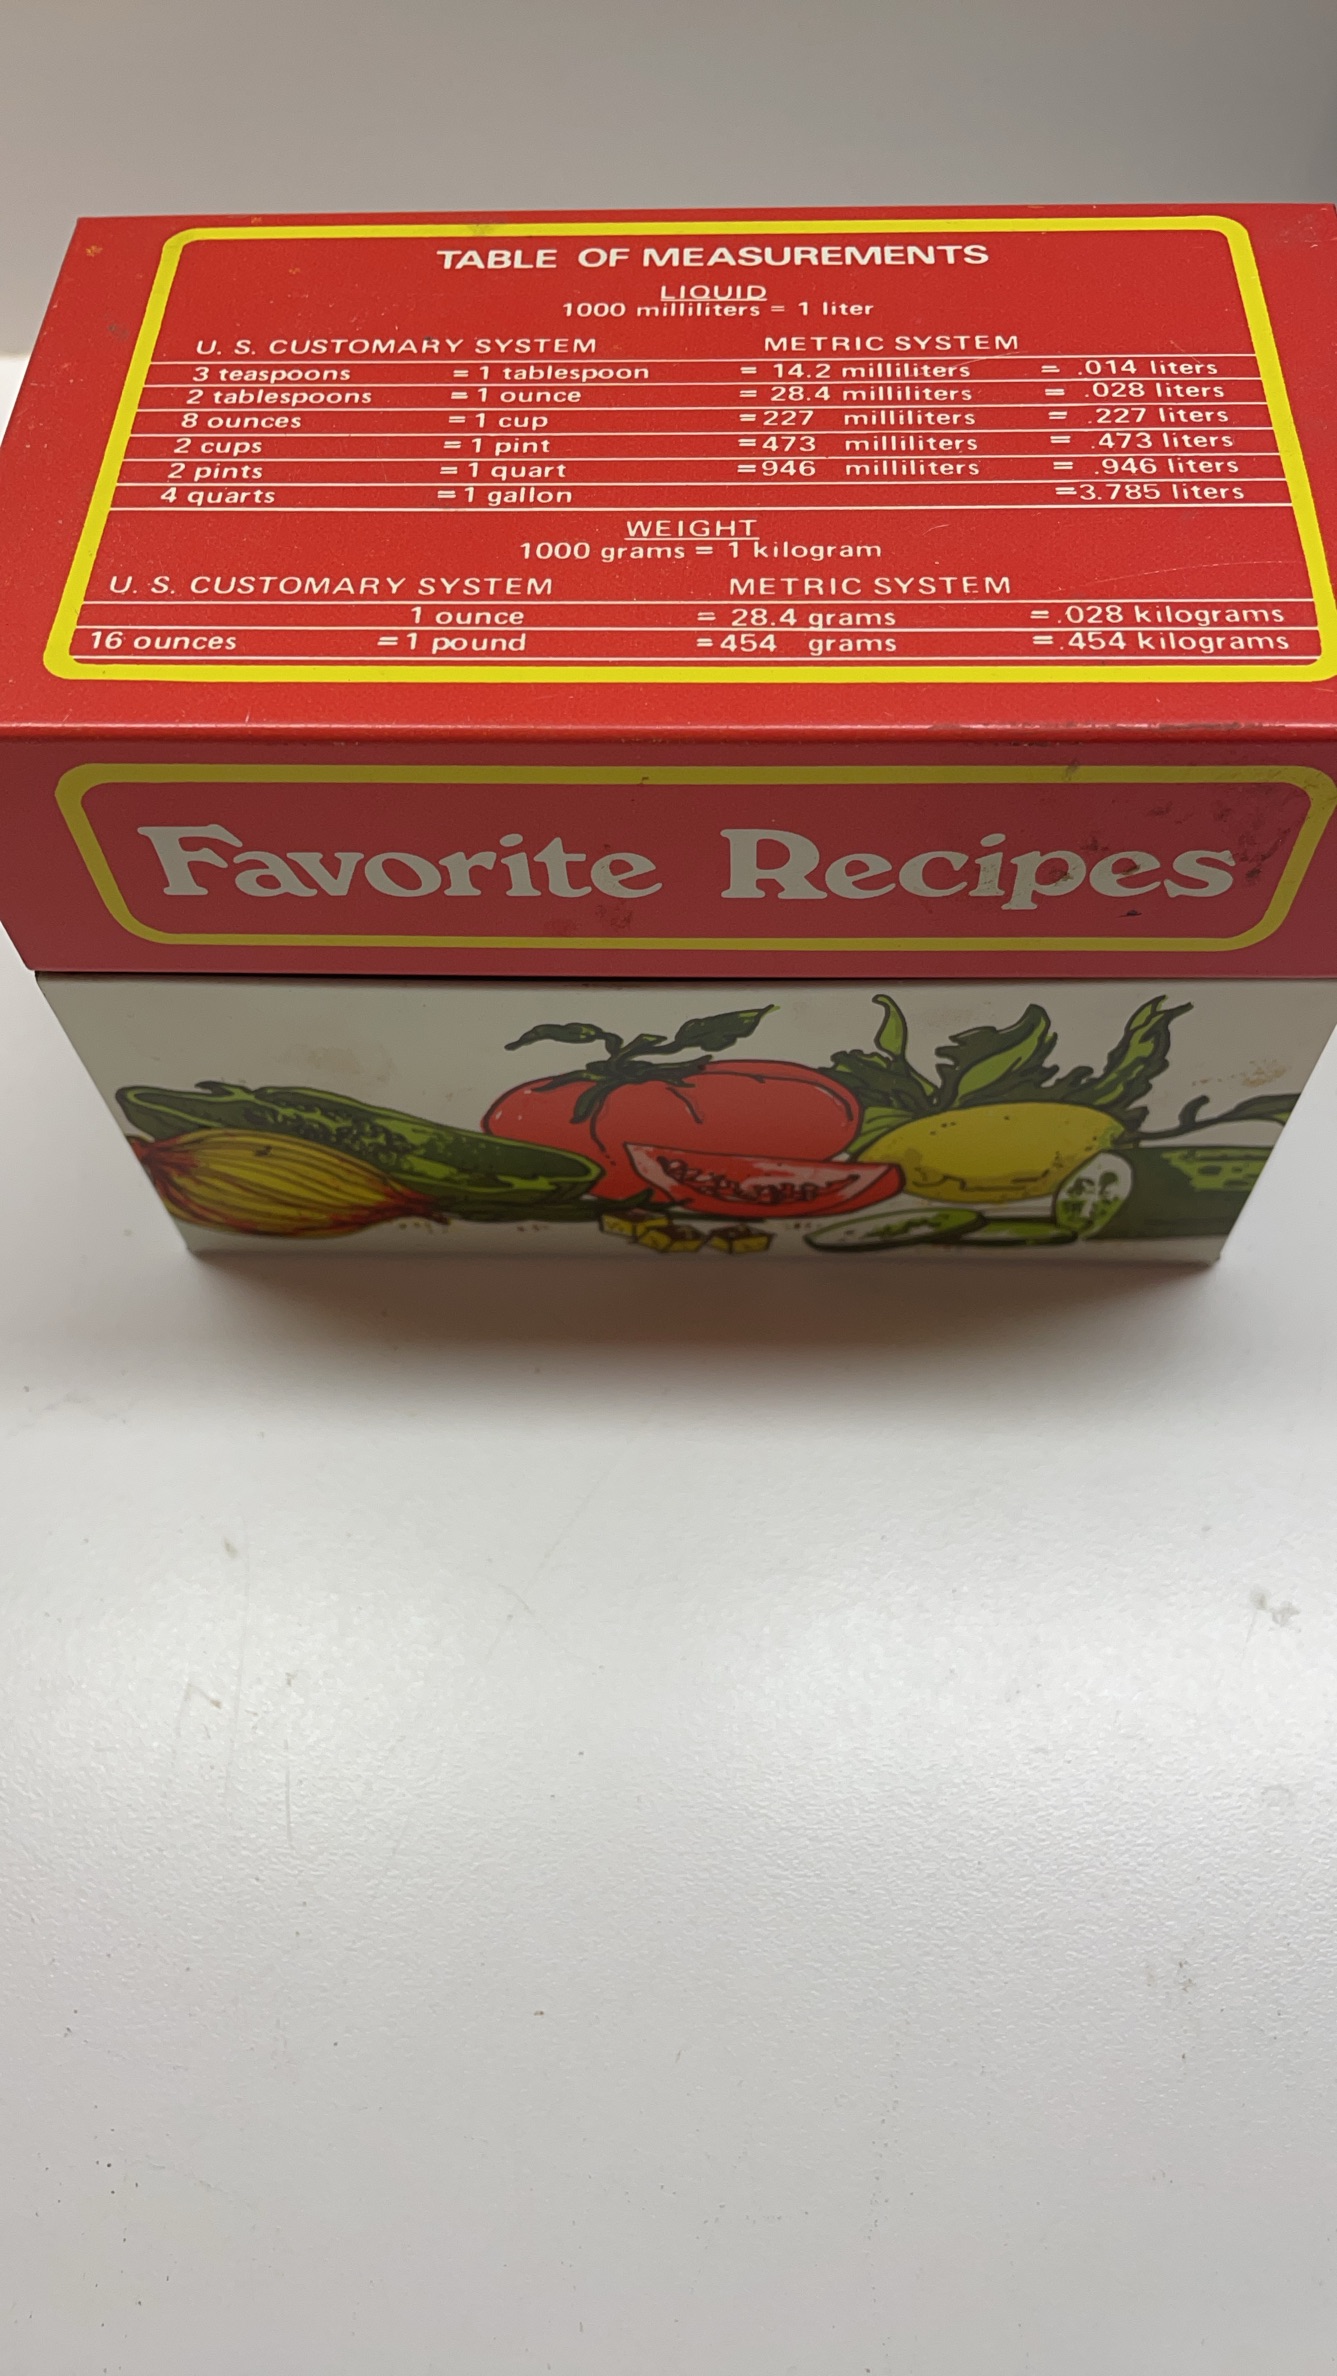 TABLE OF MEASUREMENTS
LIQUID
1000 milliliters = 1 liter
U. S. CUSTOMARY SYSTEM METRIC SYSTEM
3 teaspoons = 1 tablespoon = 14.2 milliliters = .014 liters
2 tablespoons = 1 ounce = 28.4 milliliters = .028 liters
8 ounces = 1 cup = 227 milliliters = .227 liters
2 cups = 1 pint = 473 milliliters = .473 liters
2 pints = 1 quart = 946 milliliters = .946 liters
4 quarts = 1 gallon = 3.785 liters
WEIGHT
1000 grams = 1 kilogram
U. S. CUSTOMARY SYSTEM METRIC SYSTEM
1 ounce = 28.4 grams = .028 kilograms
16 ounces = 1 pound = 454 grams = .454 kilograms
Favorite Recipes